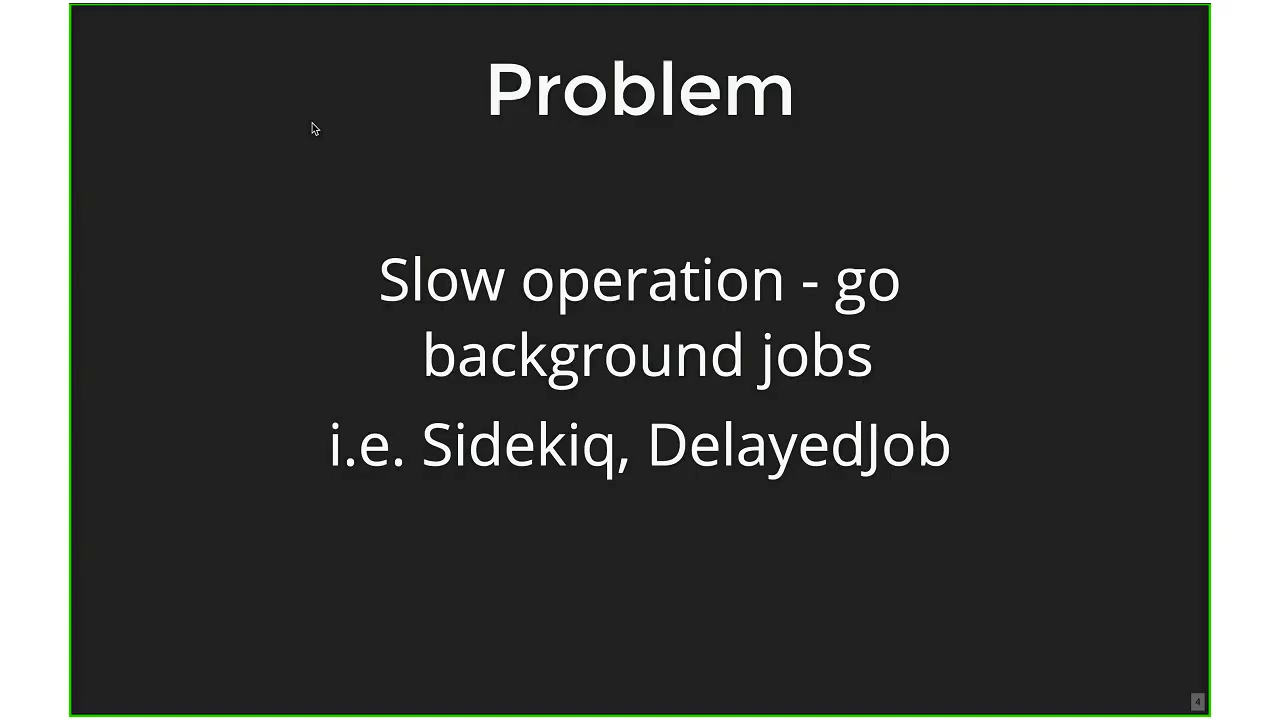 Problem
Slow operation - go
background jobs
i.e. Sidekiq, DelayedJob
4